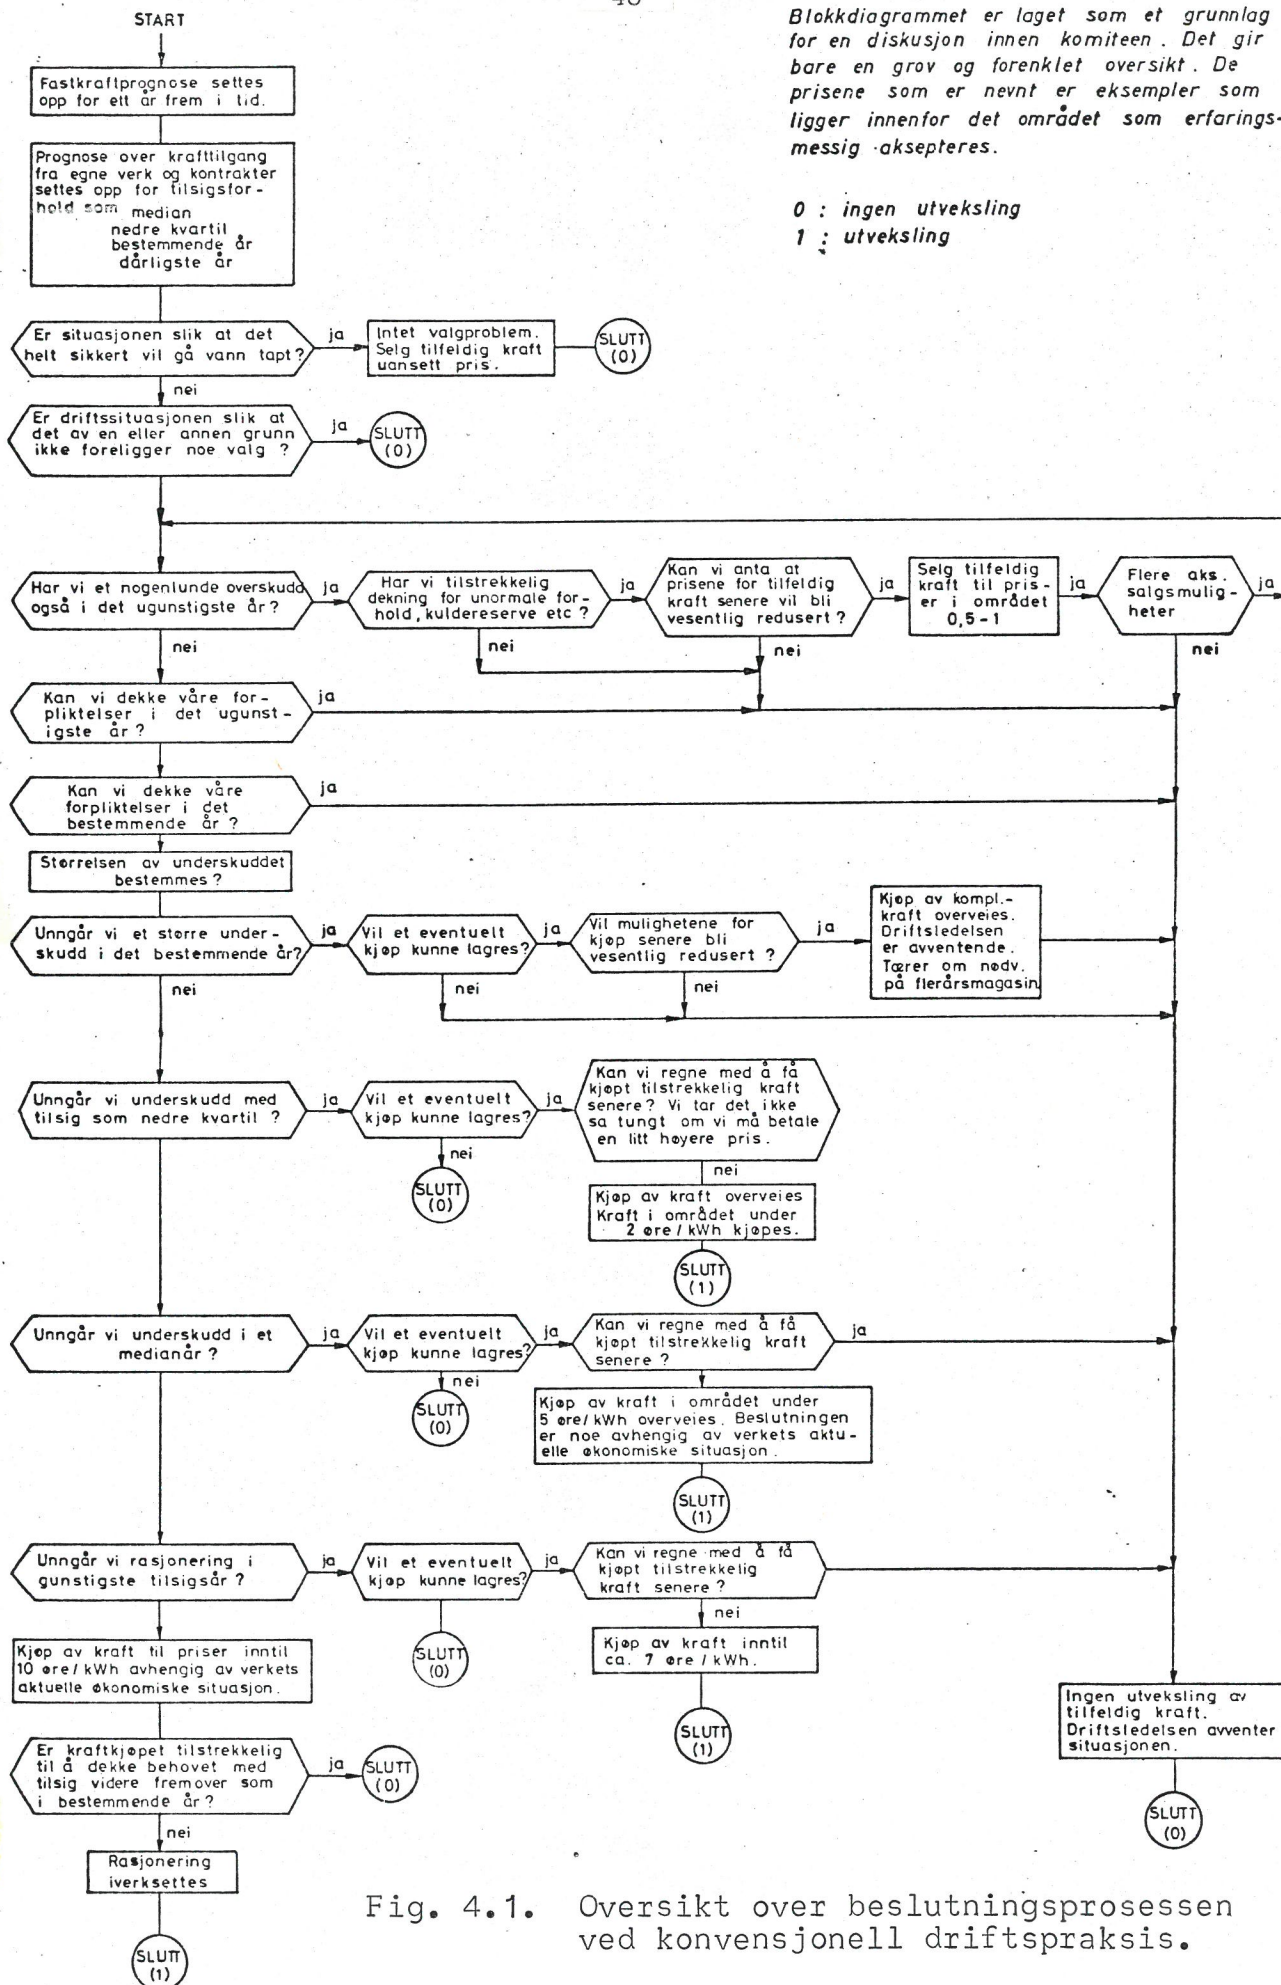 START
Blokkdiagrammet er laget som et grunnlag
for en diskusjon innen komiteen. Det gir
bare en grov og forenklet oversikt. De
prisene som er nevnt er eksempler som
ligger innenfor det området som erfarings-
messig aksepteres.
0 : ingen utveksling
1 : utveksling
Fastkraftprognose settes
opp for ett år frem i tid.
Prognose over krafttilgang
fra egne verk og kontrakter
settes opp for tilsigsfor-
hold som median
nedre kvartil
bestemmende år
dårligste år
Er situasjonen slik at det
helt sikkert vil gå vann tapt?
ja
Intet valgproblem.
Selg tilfeldig kraft
uansett pris.
SLUTT
(0)
nei
Er driftssituasjonen slik at
det av en eller annen grunn
ikke foreligger noe valg ?
ja
SLUTT
(0)
Har vi et nogenlunde overskudd
også i det ugunstigste år?
ja
Har vi tilstrekkelig
dekning for unormale for-
hold, kuldereserve etc ?
ja
Kan vi anta at
prisene for tilfeldig
kraft senere vil bli
vesentlig redusert ?
ja
Selg tilfeldig
kraft til pris-
er i området
0,5-1
ja
Flere aks.
salgsmulig-
heter
ja
nei
nei
nei
nei
Kan vi dekke våre for-
pliktelser i det ugunst-
igste år ?
ja
Kan vi dekke våre
forpliktelser i det
bestemmende år ?
ja
Størrelsen av underskuddet
bestemmes ?
Unngår vi et større under-
skudd i det bestemmende år?
ja
Vil et eventuelt
kjøp kunne lagres?
ja
Vil mulighetene for
kjøp senere bli
vesentlig redusert ?
ja
Kjøp av kompl.-
kraft overveies.
Driftsledelsen
er avventende.
Tærer om nødv.
på flerårsmagasin
nei
nei
nei
Unngår vi underskudd med
tilsig som nedre kvartil ?
ja
Vil et eventuelt
kjøp kunne lagres?
ja
Kan vi regne med å få
kjøpt tilstrekkelig kraft
senere? Vi tar det ikke
sa tungt om vi må betale
en litt høyere pris.
nei
SLUTT
(0)
nei
Kjøp av kraft overveies
Kraft i området under
2 øre / kWh kjøpes.
SLUTT
(1)
Unngår vi underskudd i et
medianår ?
ja
Vil et eventuelt
kjøp kunne lagres?
ja
Kan vi regne med å få
kjøpt tilstrekkelig kraft
senere ?
ja
nei
SLUTT
(0)
Kjøp av kraft i området under
5 øre/kWh overveies. Beslutningen
er noe avhengig av verkets aktu-
elle økonomiske situasjon.
SLUTT
(1)
Unngår vi rasjonering i
gunstigste tilsigsår ?
ja
Vil et eventuelt
kjøp kunne lagres?
ja
Kan vi regne med å få
kjøpt tilstrekkelig
kraft senere ?
SLUTT
(0)
nei
Kjøp av kraft inntil
ca. 7 øre / kWh.
SLUTT
(1)
Kjøp av kraft til priser inntil
10 øre/kWh avhengig av verkets
aktuelle økonomiske situasjon.
Ingen utveksling av
tilfeldig kraft.
Driftsledelsen avventer
situasjonen.
SLUTT
(0)
Er kraftkjøpet tilstrekkelig
til å dekke behovet med
tilsig videre fremover som
i bestemmende år?
ja
SLUTT
(0)
nei
Rasjonering
iverksettes
SLUTT
(1)
Fig. 4.1. Oversikt over beslutningsprosessen
ved konvensjonell driftspraksis.